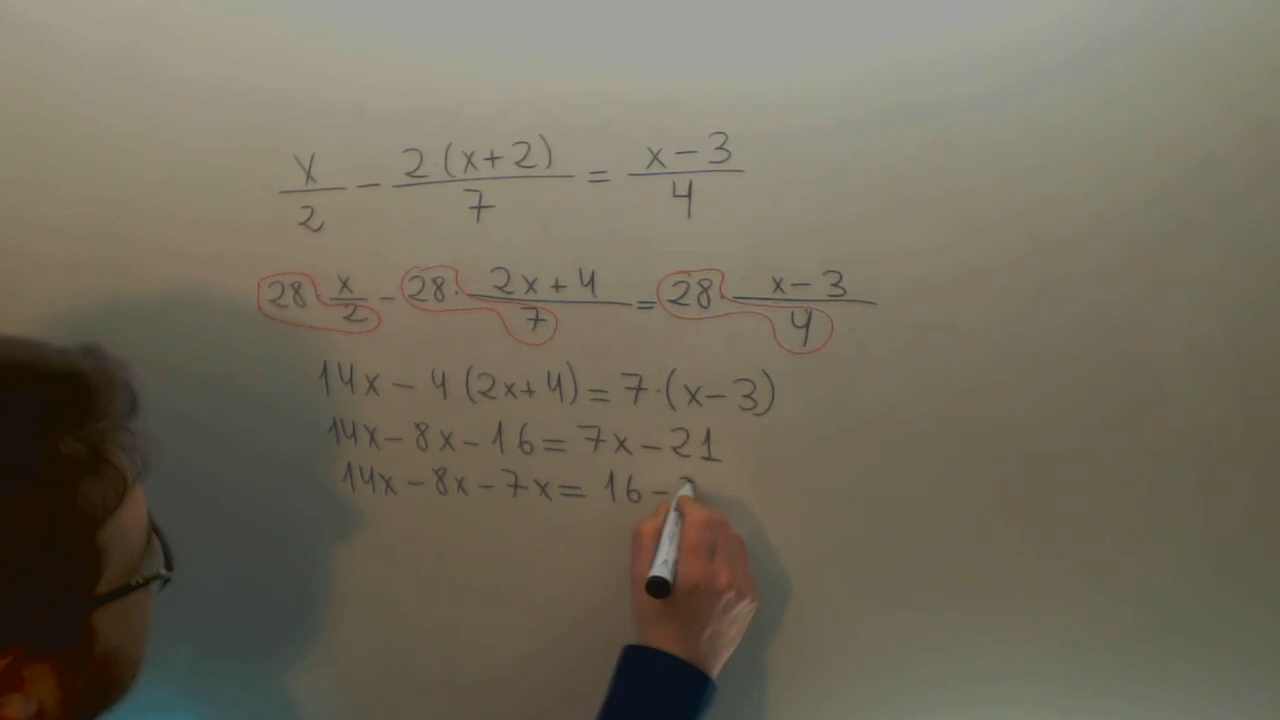 x/2 - 2·(x+2)/7 = x-3/4
28·x/2 - 28·2x+4/7 = 28·x-3/4
14x - 4(2x+4) = 7·(x-3)
14x - 8x - 16 = 7x - 21
14x - 8x - 7x = 16 -